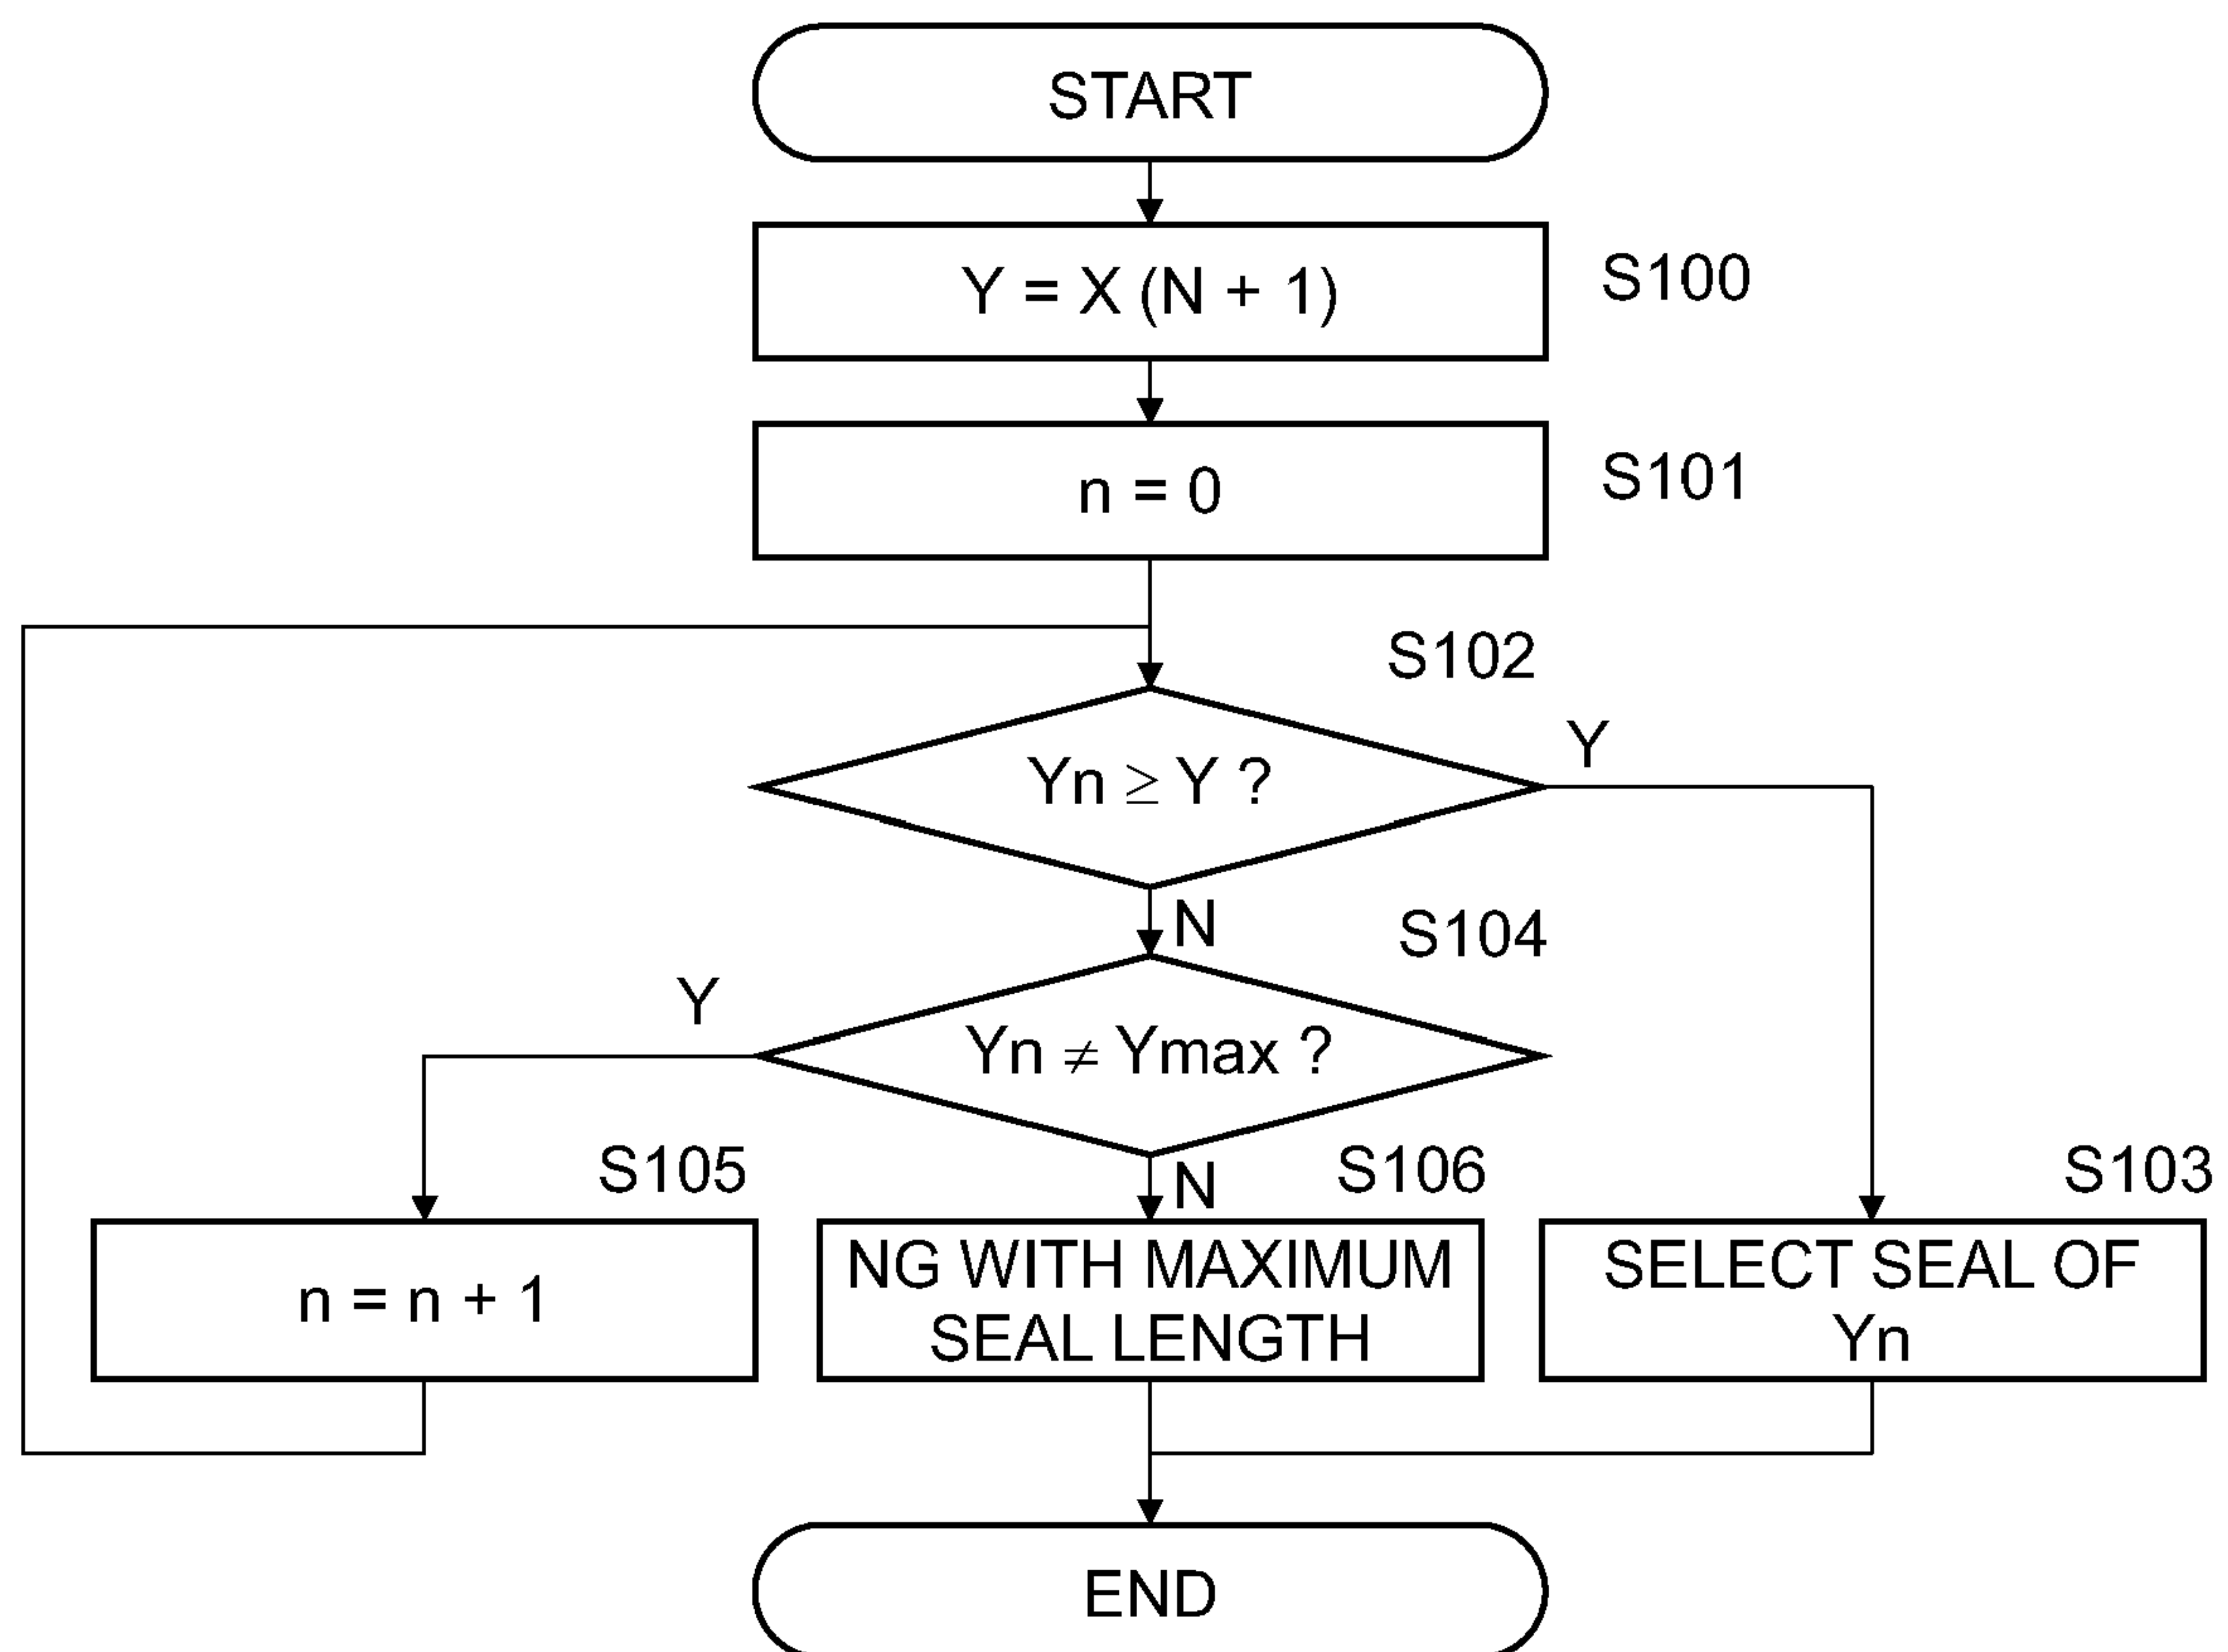 START
Y = X (N + 1)
S100
n = 0
S101
S102
Yn ≥ Y ?
Y
N
S104
Yn ≠ Ymax ?
Y
N
S105
n = n + 1
S106
NG WITH MAXIMUM
SEAL LENGTH
S103
SELECT SEAL OF
Yn
END